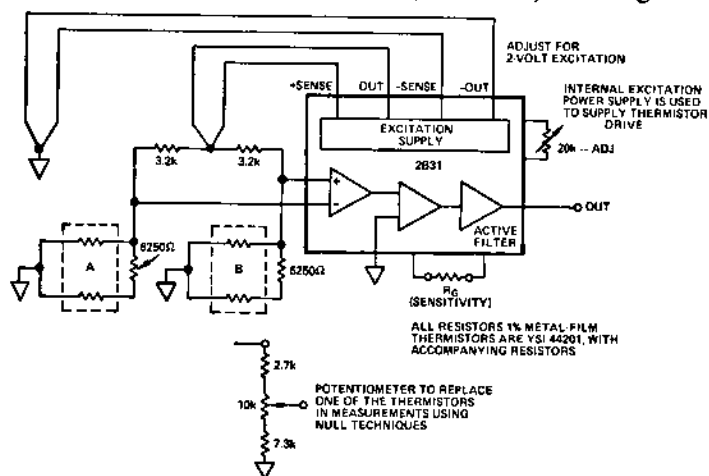 ADJUST FOR
2-VOLT EXCITATION
+SENSE OUT -SENSE -OUT
INTERNAL EXCITATION
POWER SUPPLY IS USED
TO SUPPLY THERMISTOR
DRIVE
EXCITATION
SUPPLY
20k -- ADJ
3.2k 3.2k
2B31
+
-
OUT
ACTIVE
FILTER
6250Ω
A
B
6250Ω
RG
(SENSITIVITY)
ALL RESISTORS 1% METAL-FILM
THERMISTORS ARE YSI 44201, WITH
ACCOMPANYING RESISTORS
2.7k
10k
POTENTIOMETER TO REPLACE
ONE OF THE THERMISTORS
IN MEASUREMENTS USING
NULL TECHNIQUES
7.3k